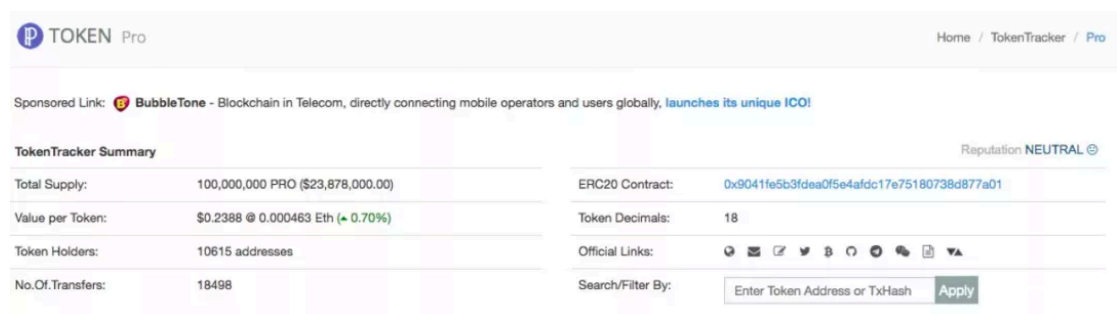 TOKEN Pro
Home / TokenTracker / Pro
Sponsored Link: BubbleTone - Blockchain in Telecom, directly connecting mobile operators and users globally, launches its unique ICO!
TokenTracker Summary
Reputation NEUTRAL
Total Supply: 100,000,000 PRO ($23,878,000.00)
ERC20 Contract: 0x9041fe5b3fdea0f5e4afdc17e75180738d877a01
Value per Token: $0.2388 @ 0.000463 Eth (▲ 0.70%)
Token Decimals: 18
Token Holders: 10615 addresses
Official Links:
No.Of.Transfers: 18498
Search/Filter By: Enter Token Address or TxHash Apply